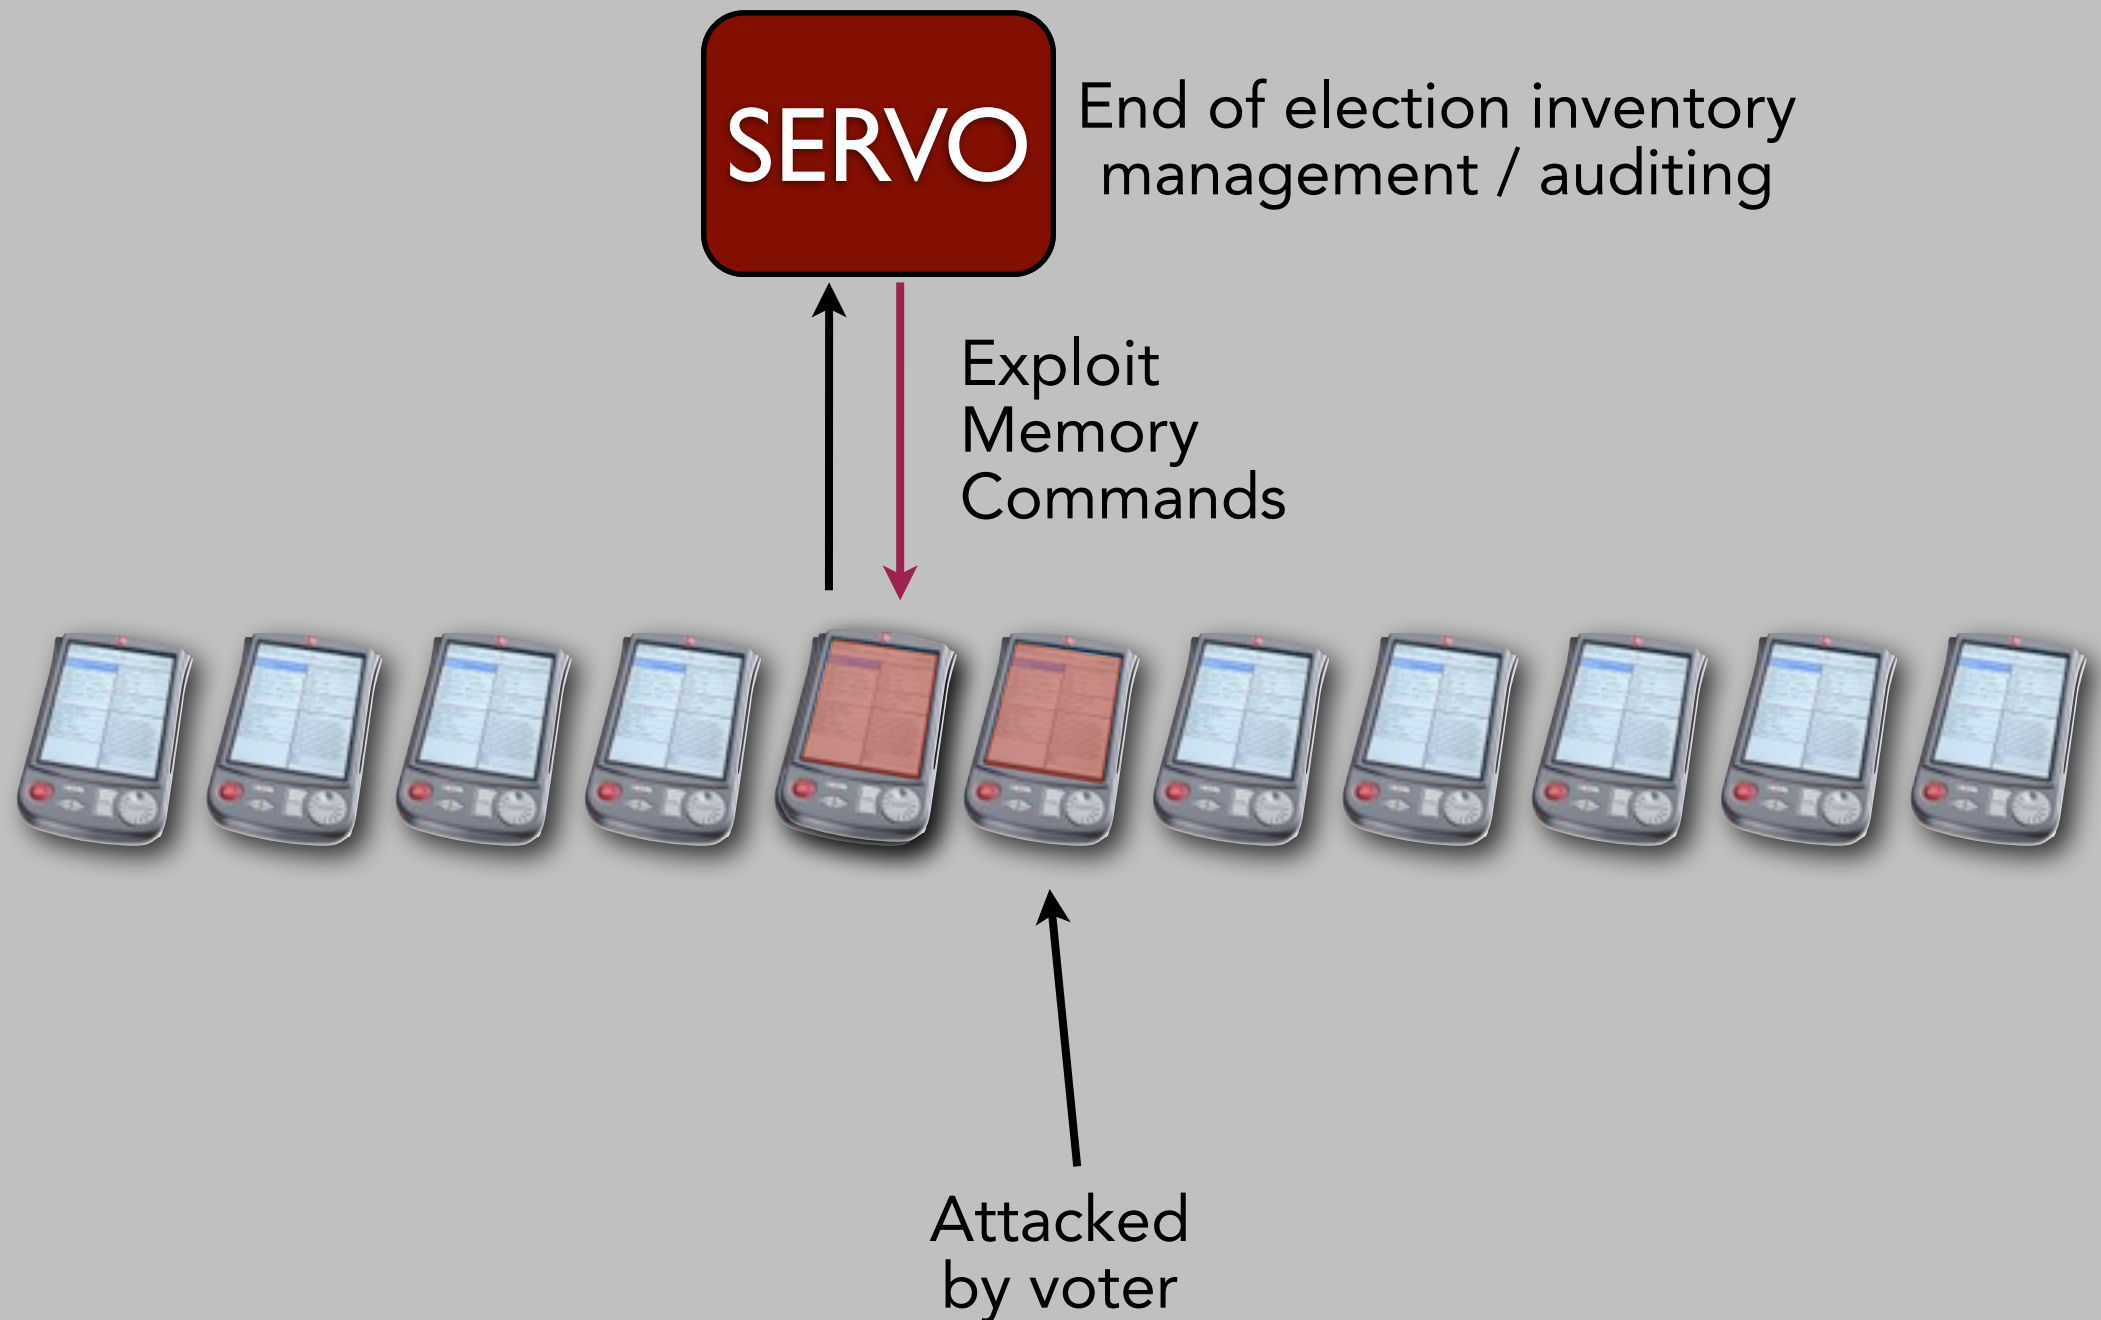 SERVO
End of election inventory
management / auditing
Exploit
Memory
Commands
Attacked
by voter